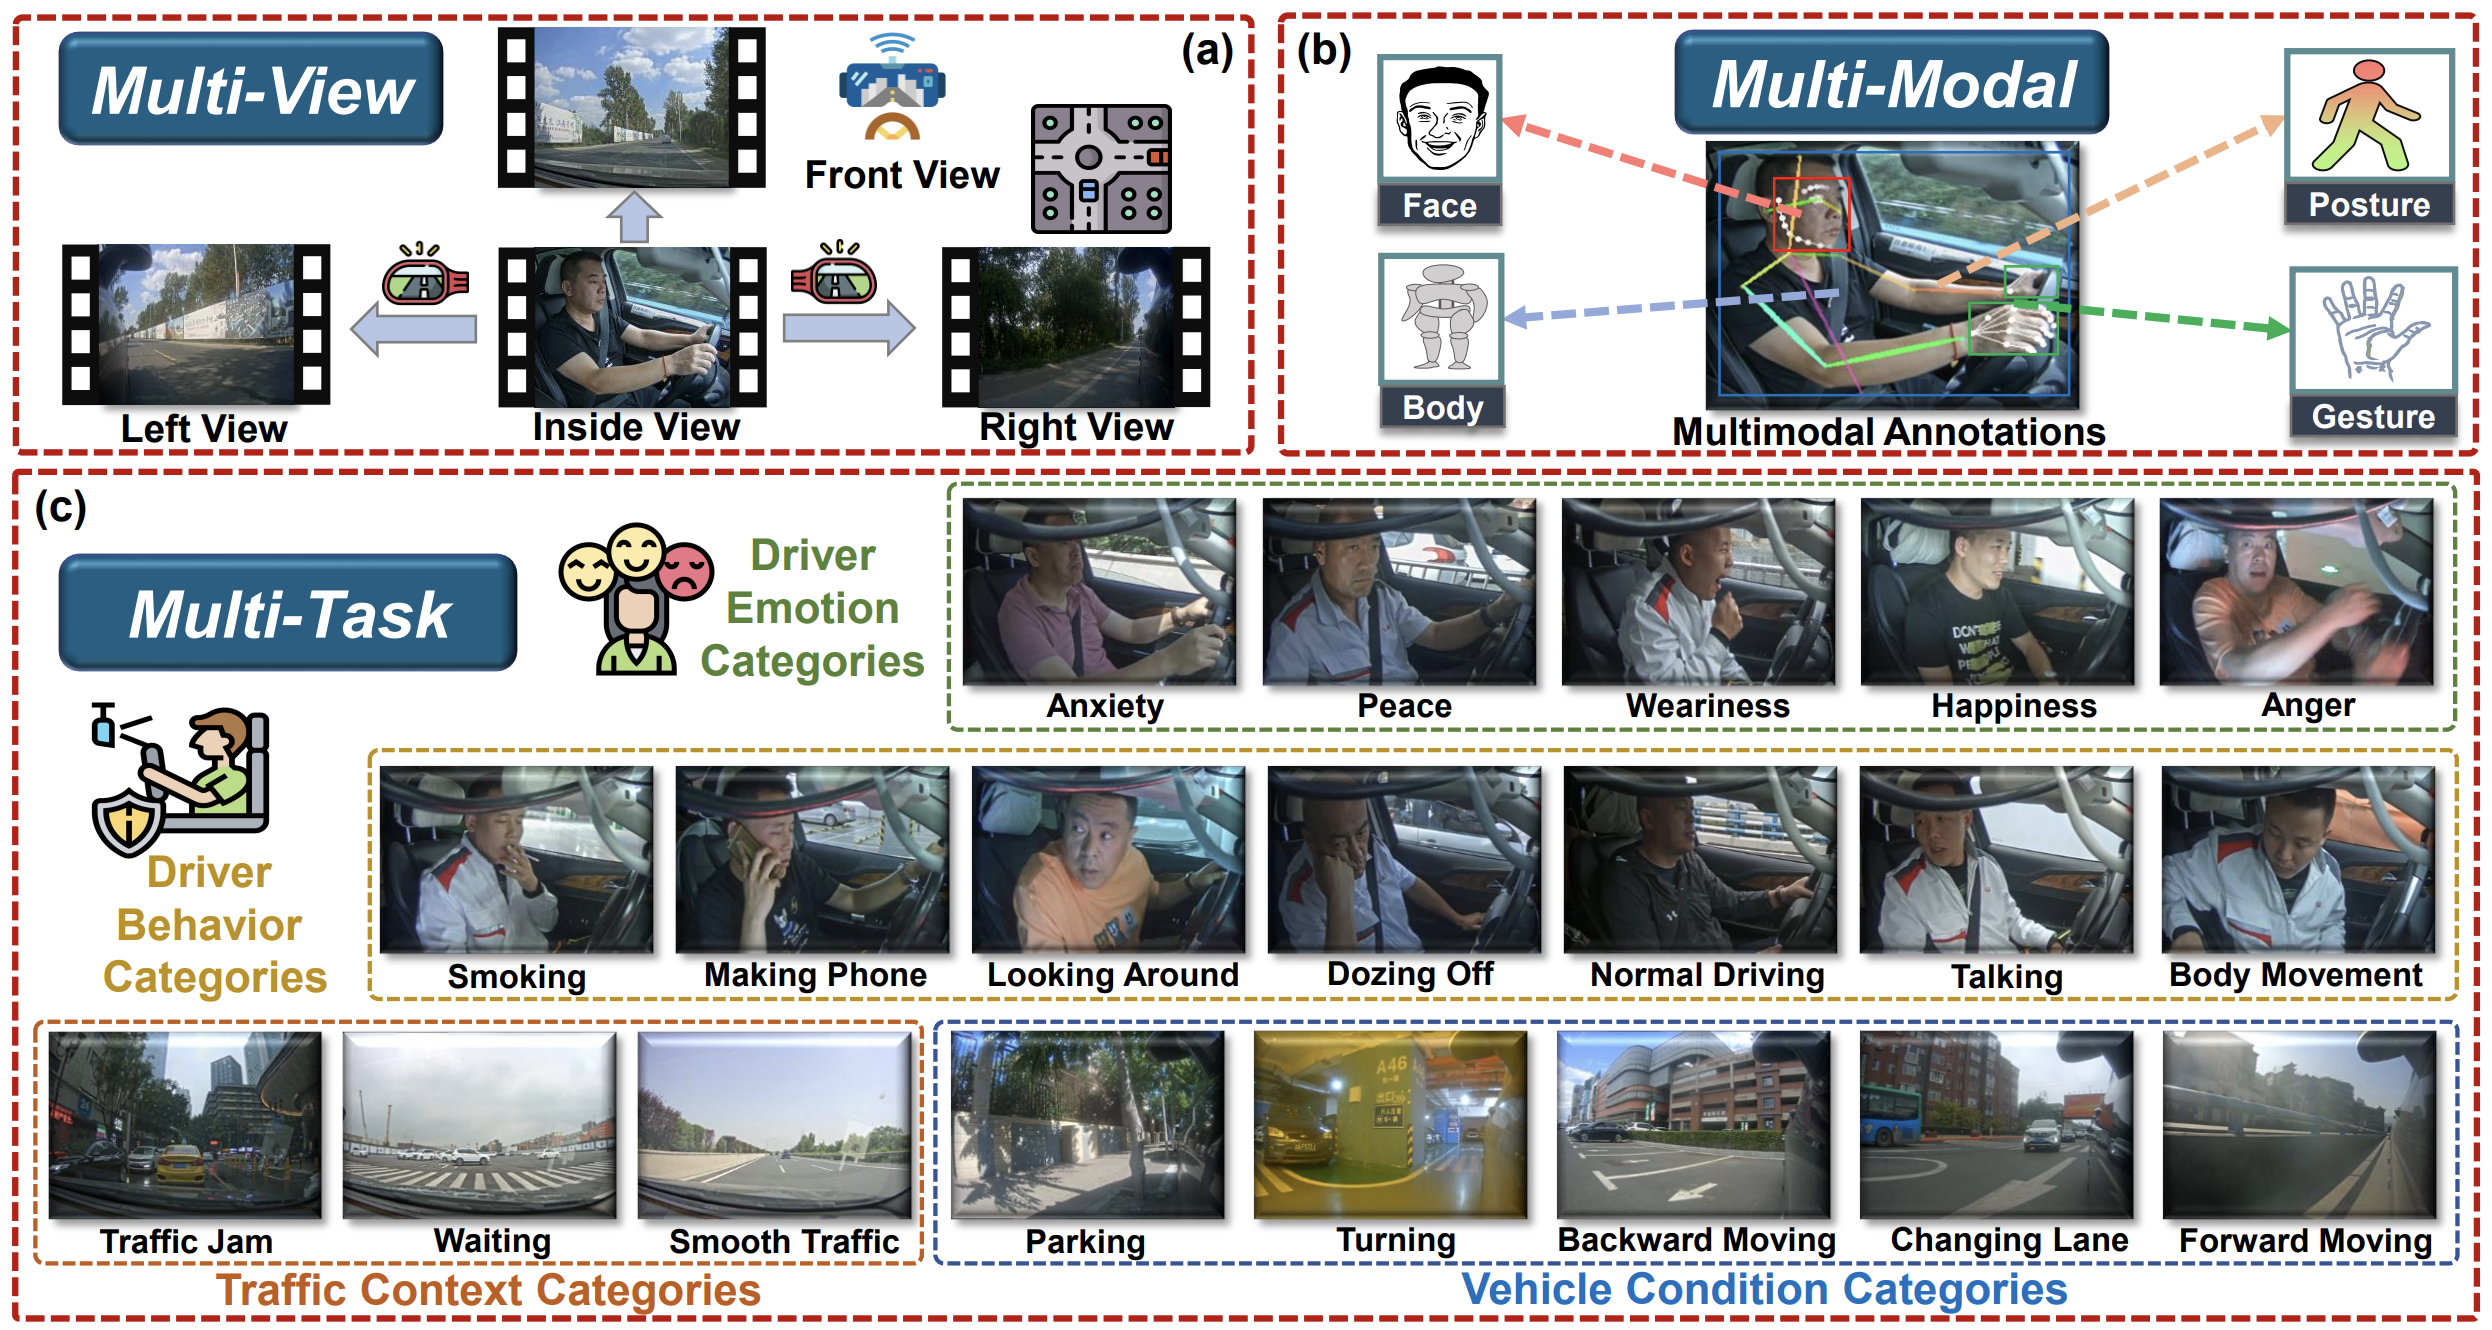 Multi-View
(a)
Front View
Left View
Inside View
Right View
(b)
Multi-Modal
Face
Posture
Body
Gesture
Multimodal Annotations
(c)
Multi-Task
Driver
Emotion
Categories
Anxiety
Peace
Weariness
Happiness
Anger
Driver
Behavior
Categories
Smoking
Making Phone
Looking Around
Dozing Off
Normal Driving
Talking
Body Movement
A46
出口
Traffic Jam
Waiting
Smooth Traffic
Parking
Turning
Backward Moving
Changing Lane
Forward Moving
Traffic Context Categories
Vehicle Condition Categories